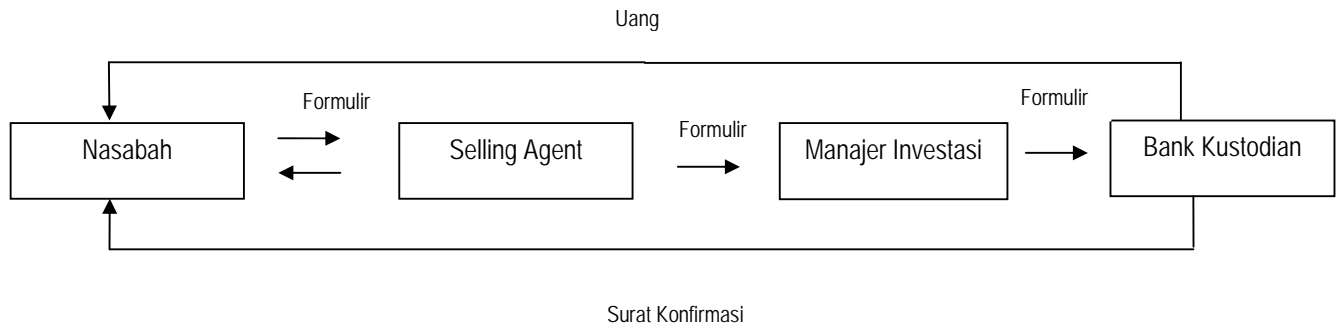 Uang
Formulir
Formulir
Formulir
Nasabah
Selling Agent
Manajer Investasi
Bank Kustodian
Surat Konfirmasi